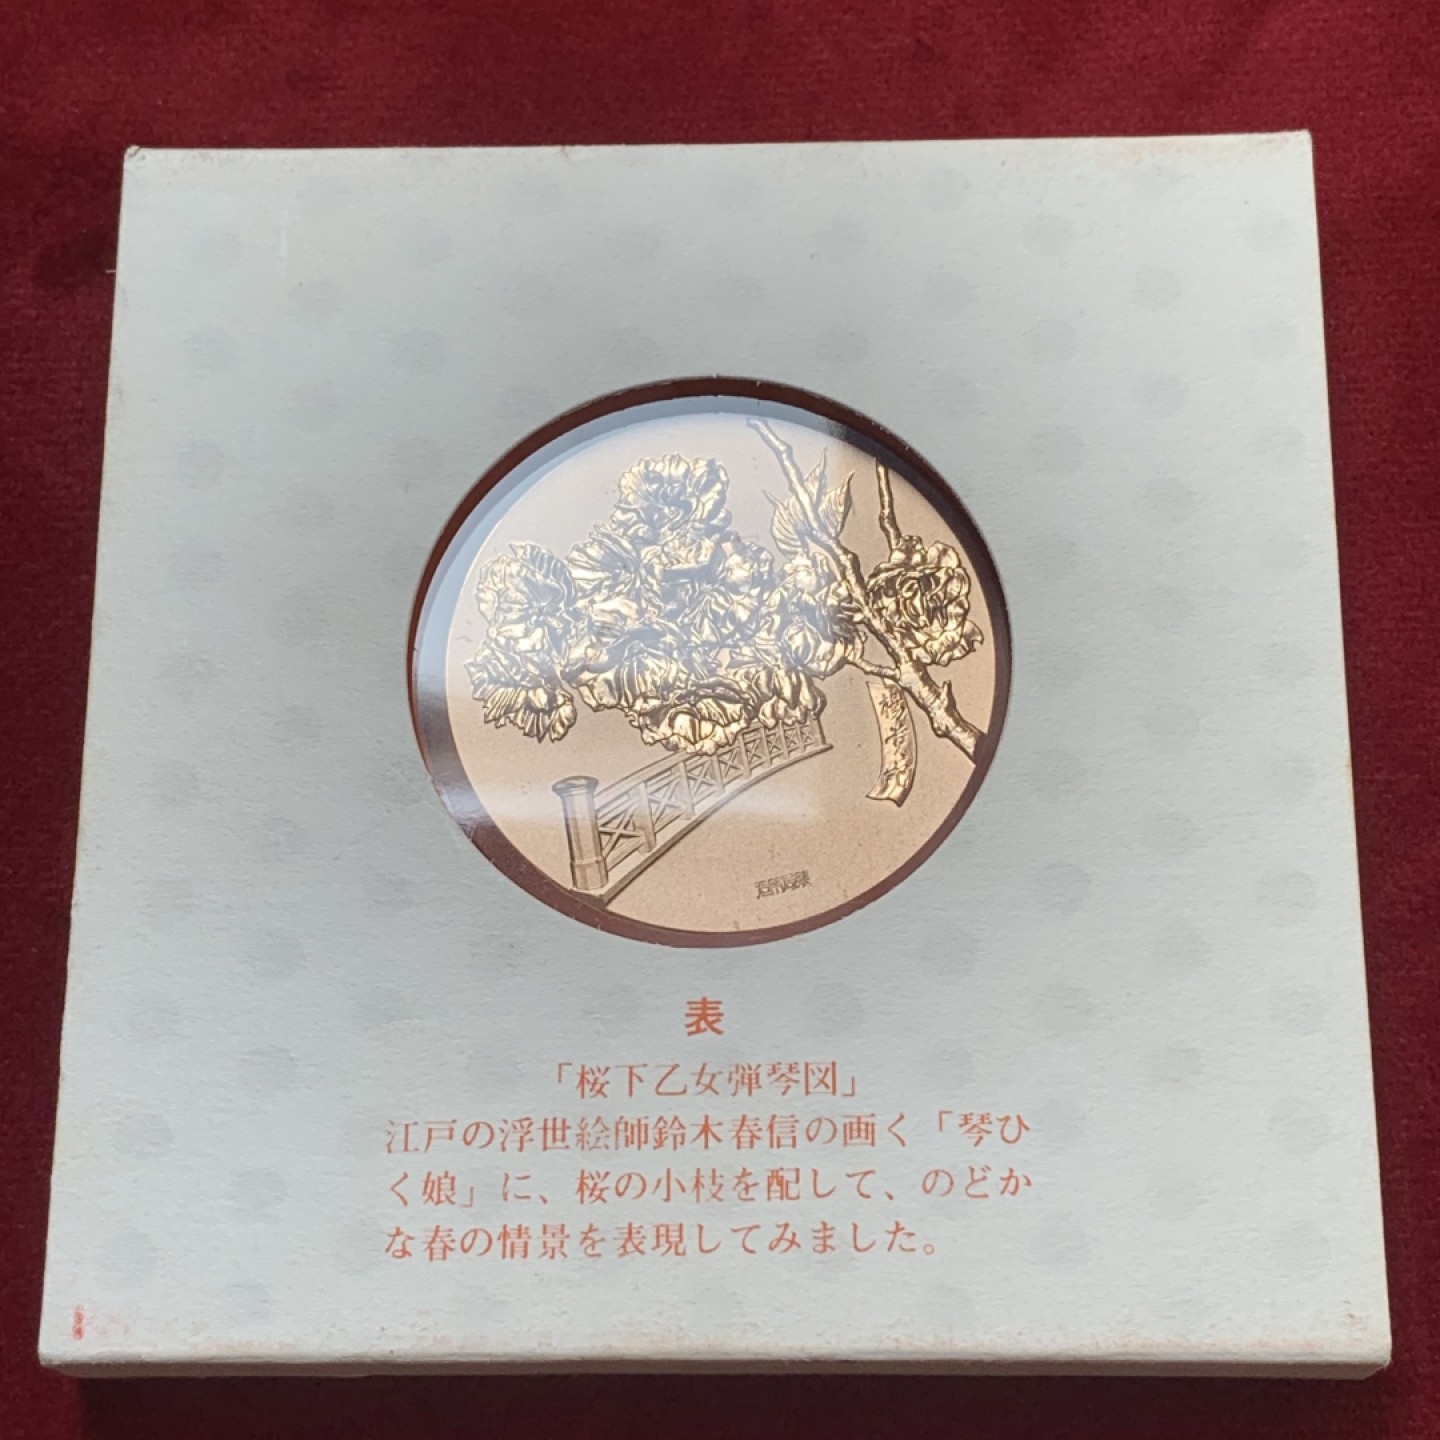 表
「桜下乙女弾琴図」
江戸の浮世絵師鈴木春信の画く「琴ひ
く娘」に、桜の小枝を配して、のどか
な春の情景を表現してみました。